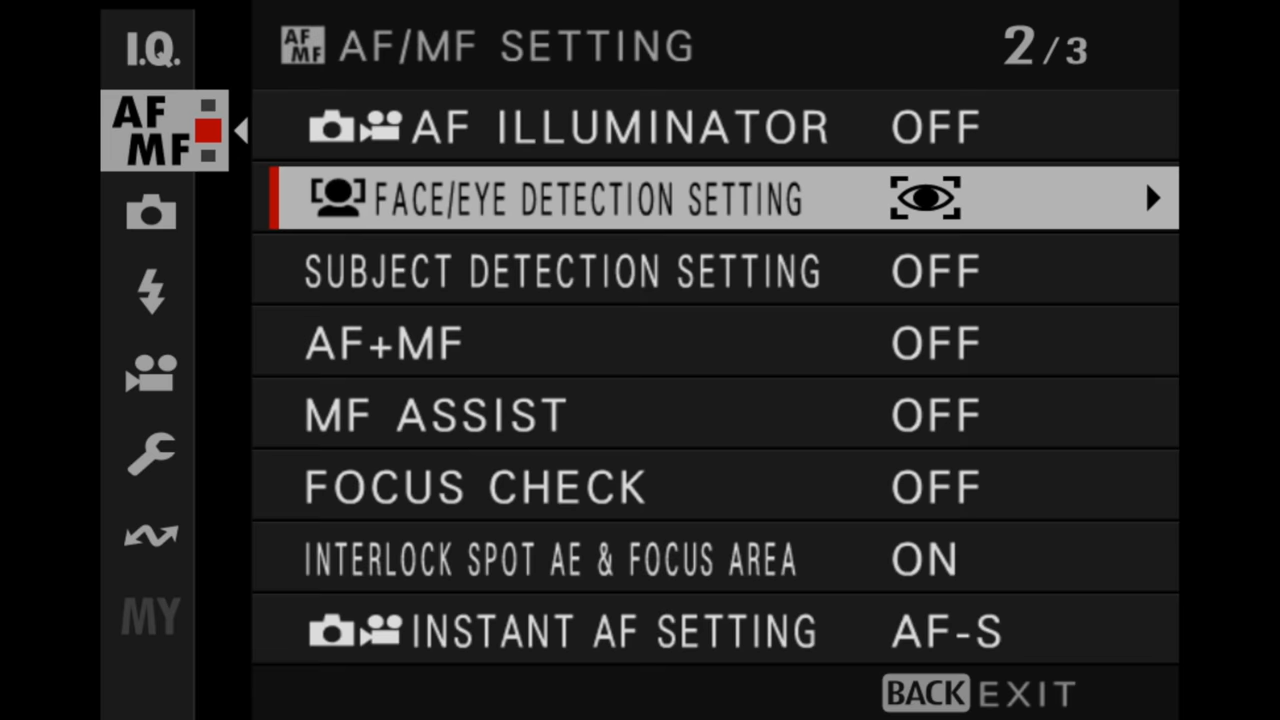 I.Q.
AF MF AF/MF SETTING 2/3
AF
MF
AF ILLUMINATOR OFF
FACE/EYE DETECTION SETTING
SUBJECT DETECTION SETTING OFF
AF+MF OFF
MF ASSIST OFF
FOCUS CHECK OFF
INTERLOCK SPOT AE & FOCUS AREA ON
MY
INSTANT AF SETTING AF-S
BACK EXIT